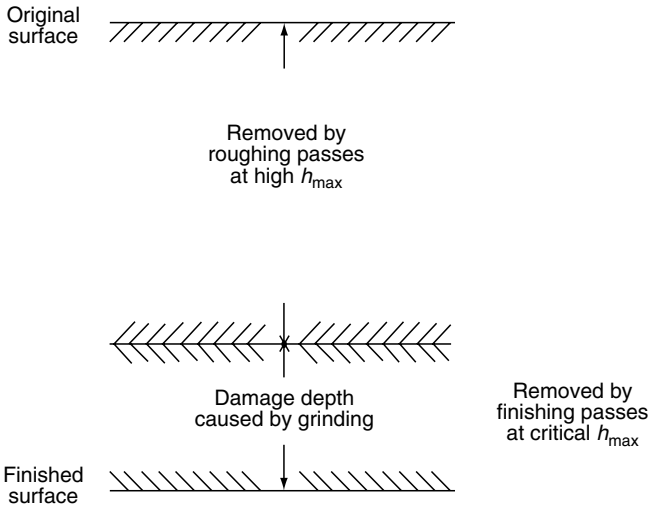 Original
surface
Removed by
roughing passes
at high hmax
Damage depth
caused by grinding
Removed by
finishing passes
at critical hmax
Finished
surface